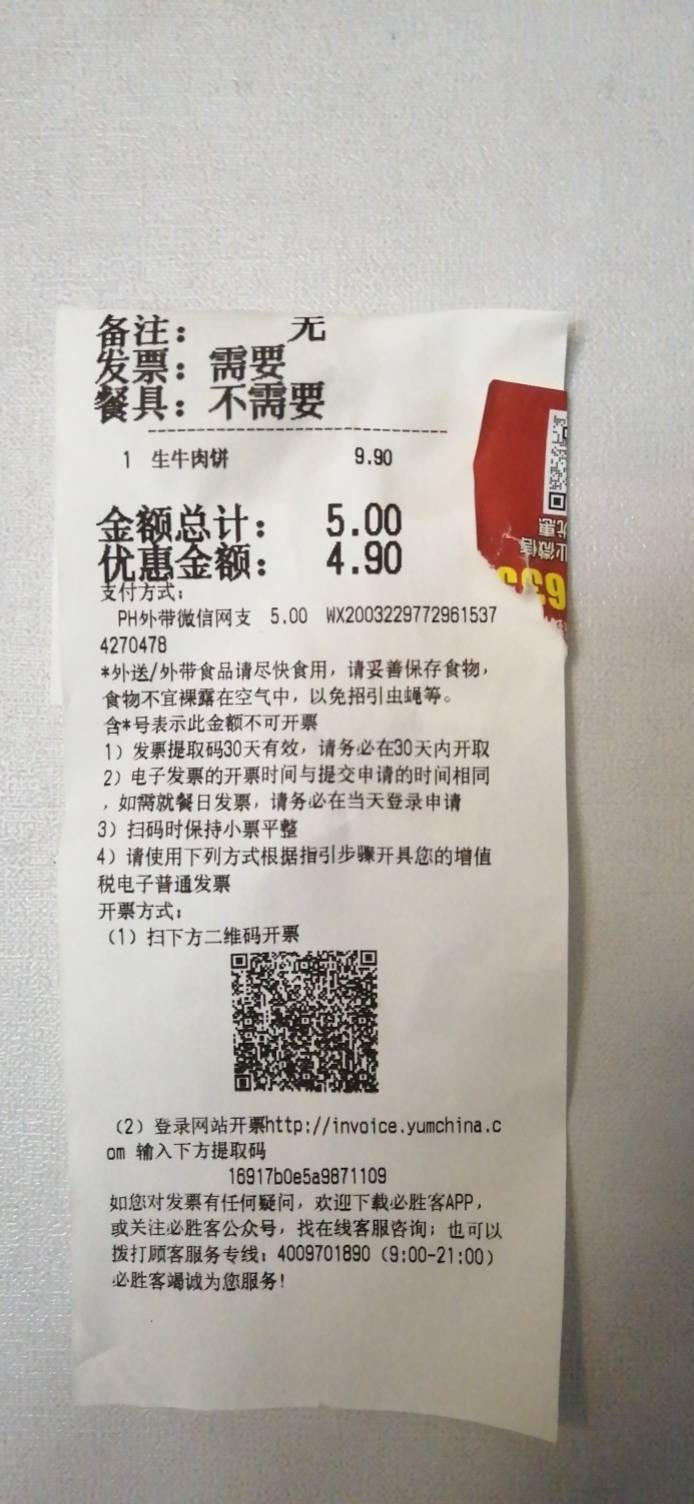 备注： 无
发票：需要
餐具：不需要
1 生牛肉饼 9.90
金额总计： 5.00
优惠金额： 4.90
支付方式：
PH外带微信网支 5.00 WX2003229772961537
4270478
*外送/外带食品请尽快食用，请妥善保存食物，
食物不宜裸露在空气中，以免招引虫蝇等。
含*号表示此金额不可开票
1）发票提取码30天有效，请务必在30天内开取
2）电子发票的开票时间与提交申请的时间相同
，如需就餐日发票，请务必在当天登录申请
3）扫码时保持小票平整
4）请使用下列方式根据指引步骤开具您的增值
税电子普通发票
开票方式：
（1）扫下方二维码开票
（2）登录网站开票http://invoice.yumchina.c
om 输入下方提取码
16917b0e5a9871109
如您对发票有任何疑问，欢迎下载必胜客APP，
或关注必胜客公众号，找在线客服咨询；也可以
拨打顾客服务专线：4009701890（9:00-21:00）
必胜客竭诚为您服务！